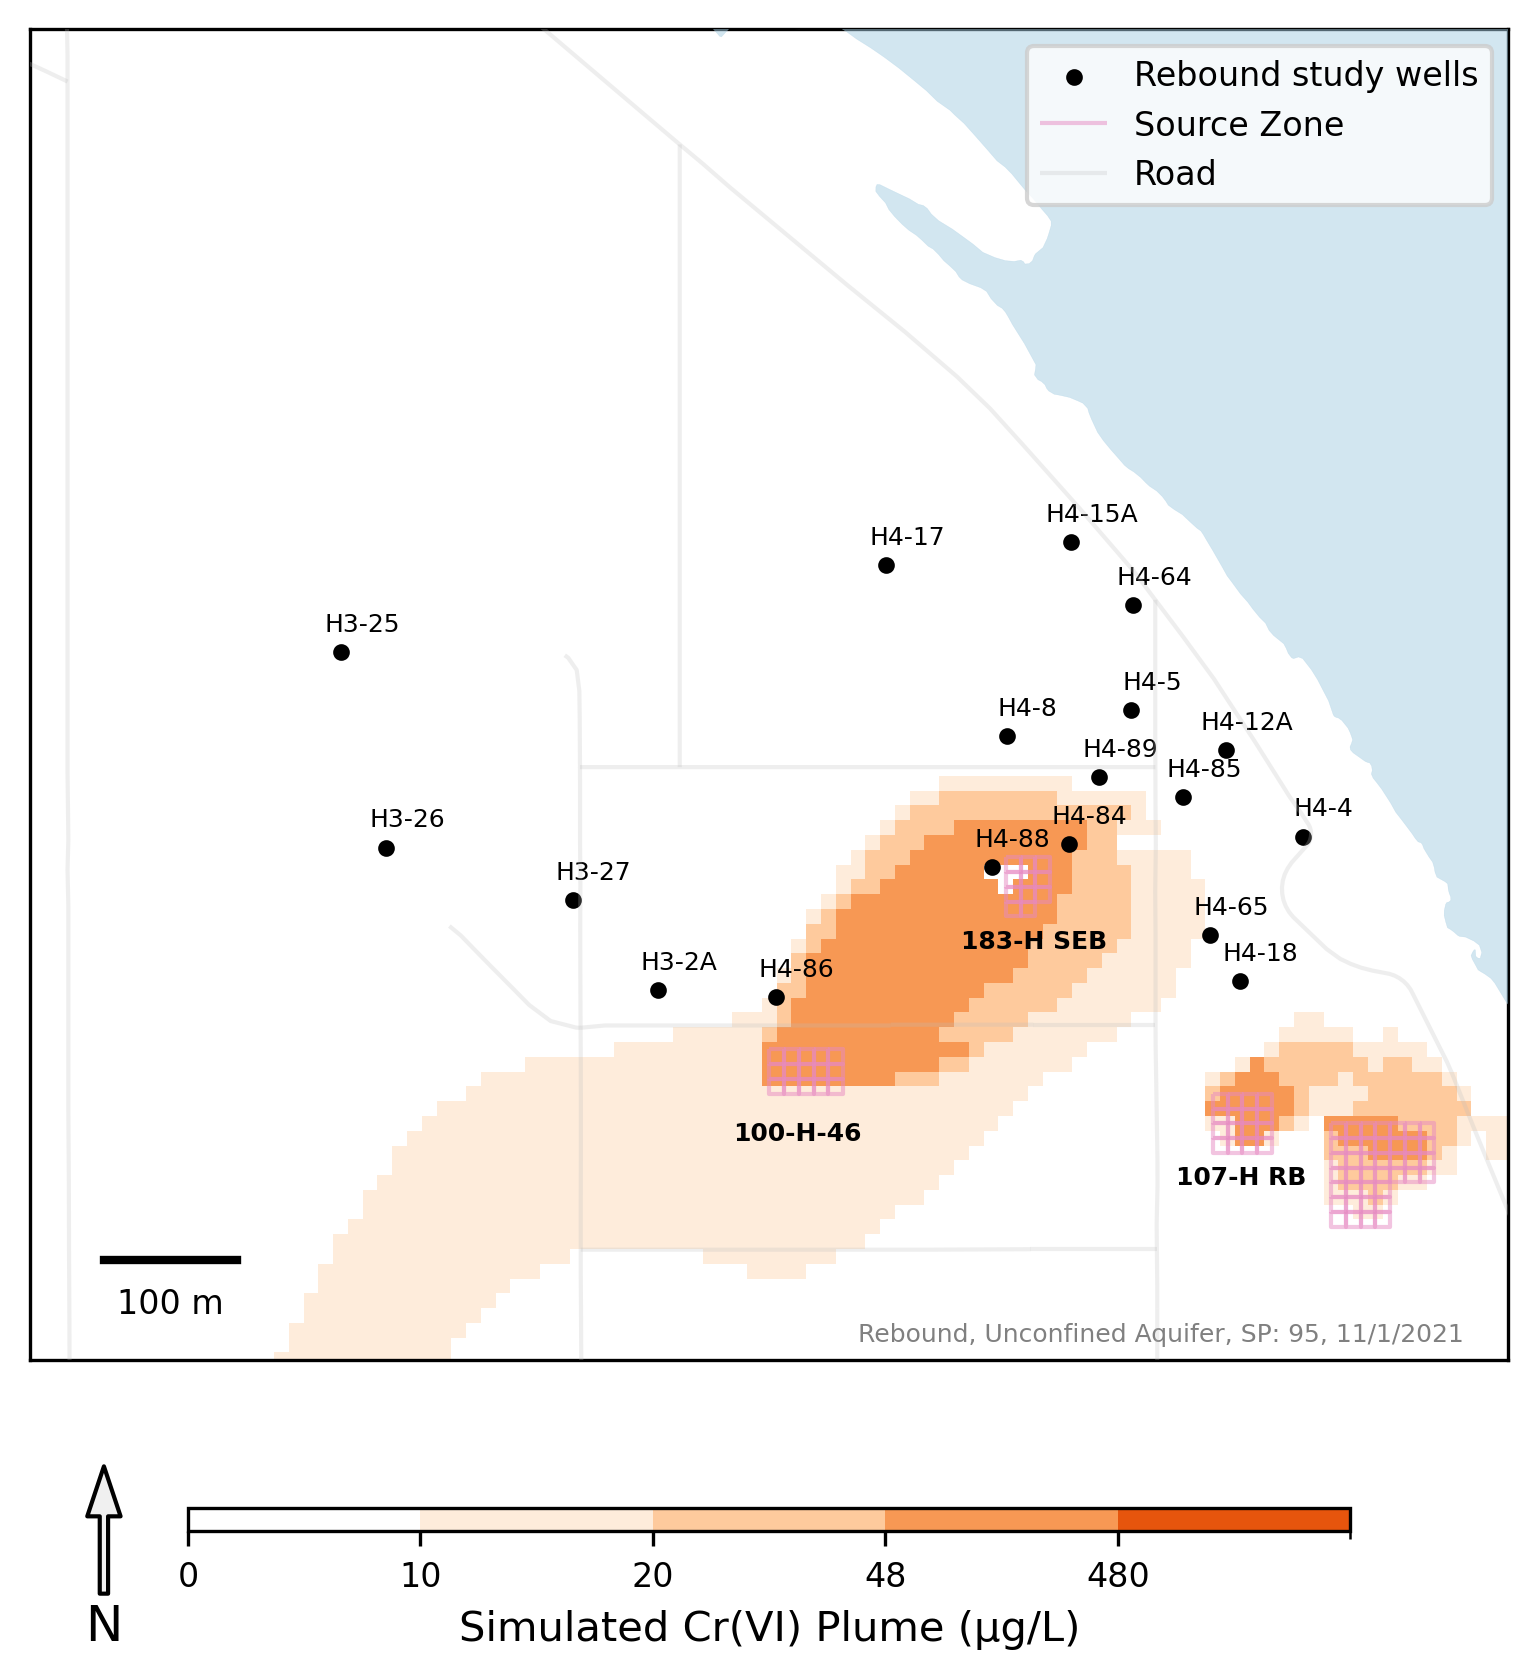 Rebound study wells
Source Zone
Road
H4-15A
H4-17
H4-64
H3-25
H4-5
H4-8
H4-12A
H4-89
H4-85
H4-4
H4-84
H3-26
H4-88
H3-27
H4-65
183-H SEB
H4-18
H3-2A
H4-86
100-H-46
107-H RB
100 m
Rebound, Unconfined Aquifer, SP: 95, 11/1/2021
0 10 20 48 480
N
Simulated Cr(VI) Plume (µg/L)